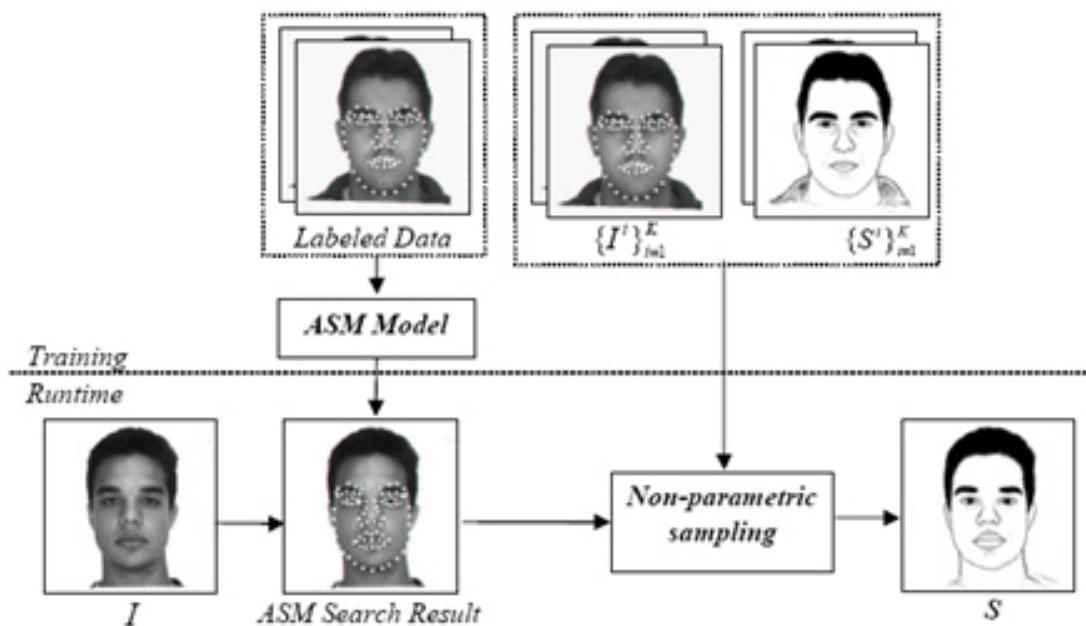 Labeled Data
{I^i}_{i=1}^K
{S^i}_{i=1}^K
ASM Model
Training
Runtime
Non-parametric
sampling
I
ASM Search Result
S